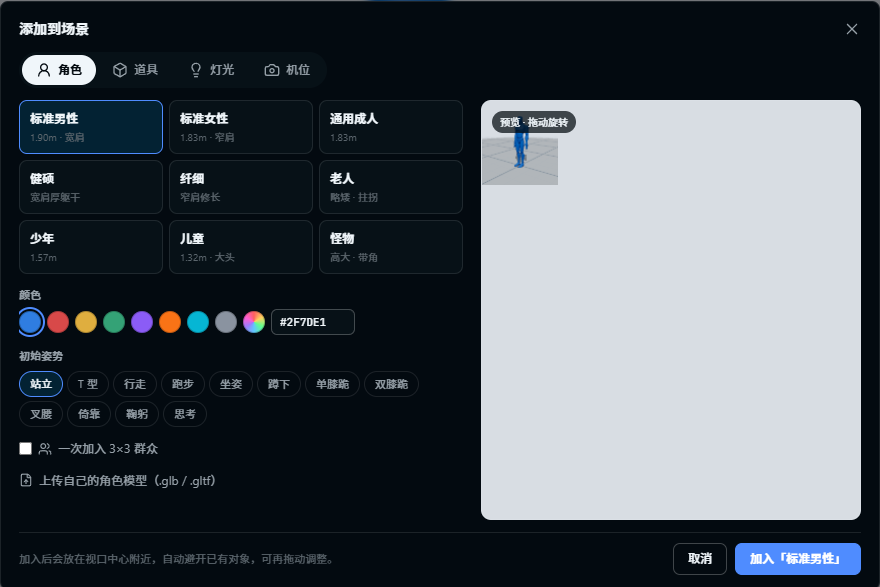 添加到场景
角色 道具 灯光 机位
标准男性 标准女性 通用成人
1.90m · 宽肩 1.83m · 窄肩 1.83m
健硕 纤细 老人
宽肩厚躯干 窄肩修长 略矮 · 拄拐
少年 儿童 怪物
1.57m 1.32m · 大头 高大 · 带角
预览 · 拖动旋转
颜色
#2F7DE1
初始姿势
站立 T 型 行走 跑步 坐姿 蹲下 单膝跪 双膝跪
叉腰 倚靠 鞠躬 思考
一次加入 3×3 群众
上传自己的角色模型（.glb / .gltf）
加入后会放在视口中心附近，自动避开已有对象，可再拖动调整。
取消 加入「标准男性」